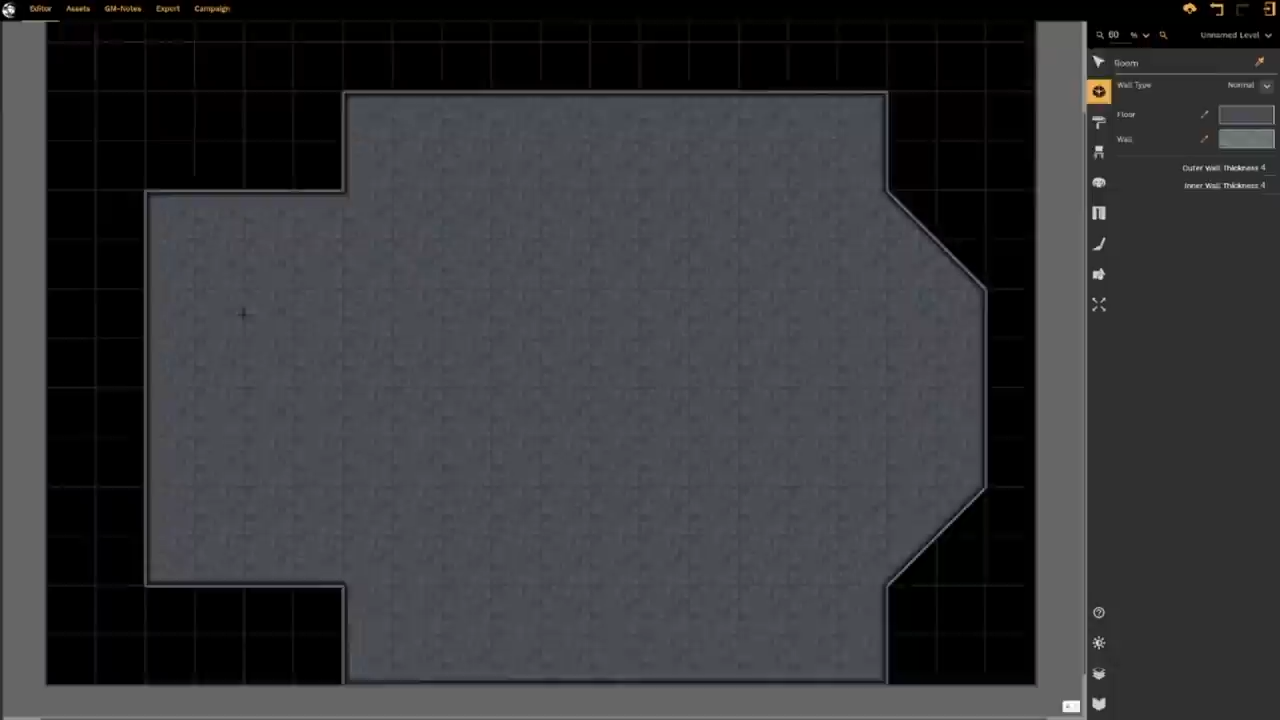 Editor Assets GM-Notes Export Campaign
60 % Unnamed Level
Room
Wall Type Normal
Floor
Wall
Outer Wall Thickness 4
Inner Wall Thickness 4